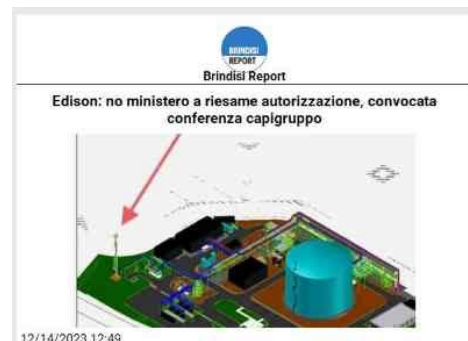 BRINDISI
REPORT
Brindisi Report
Edison: no ministero a riesame autorizzazione, convocata
conferenza capigruppo
12/14/2023 12:49